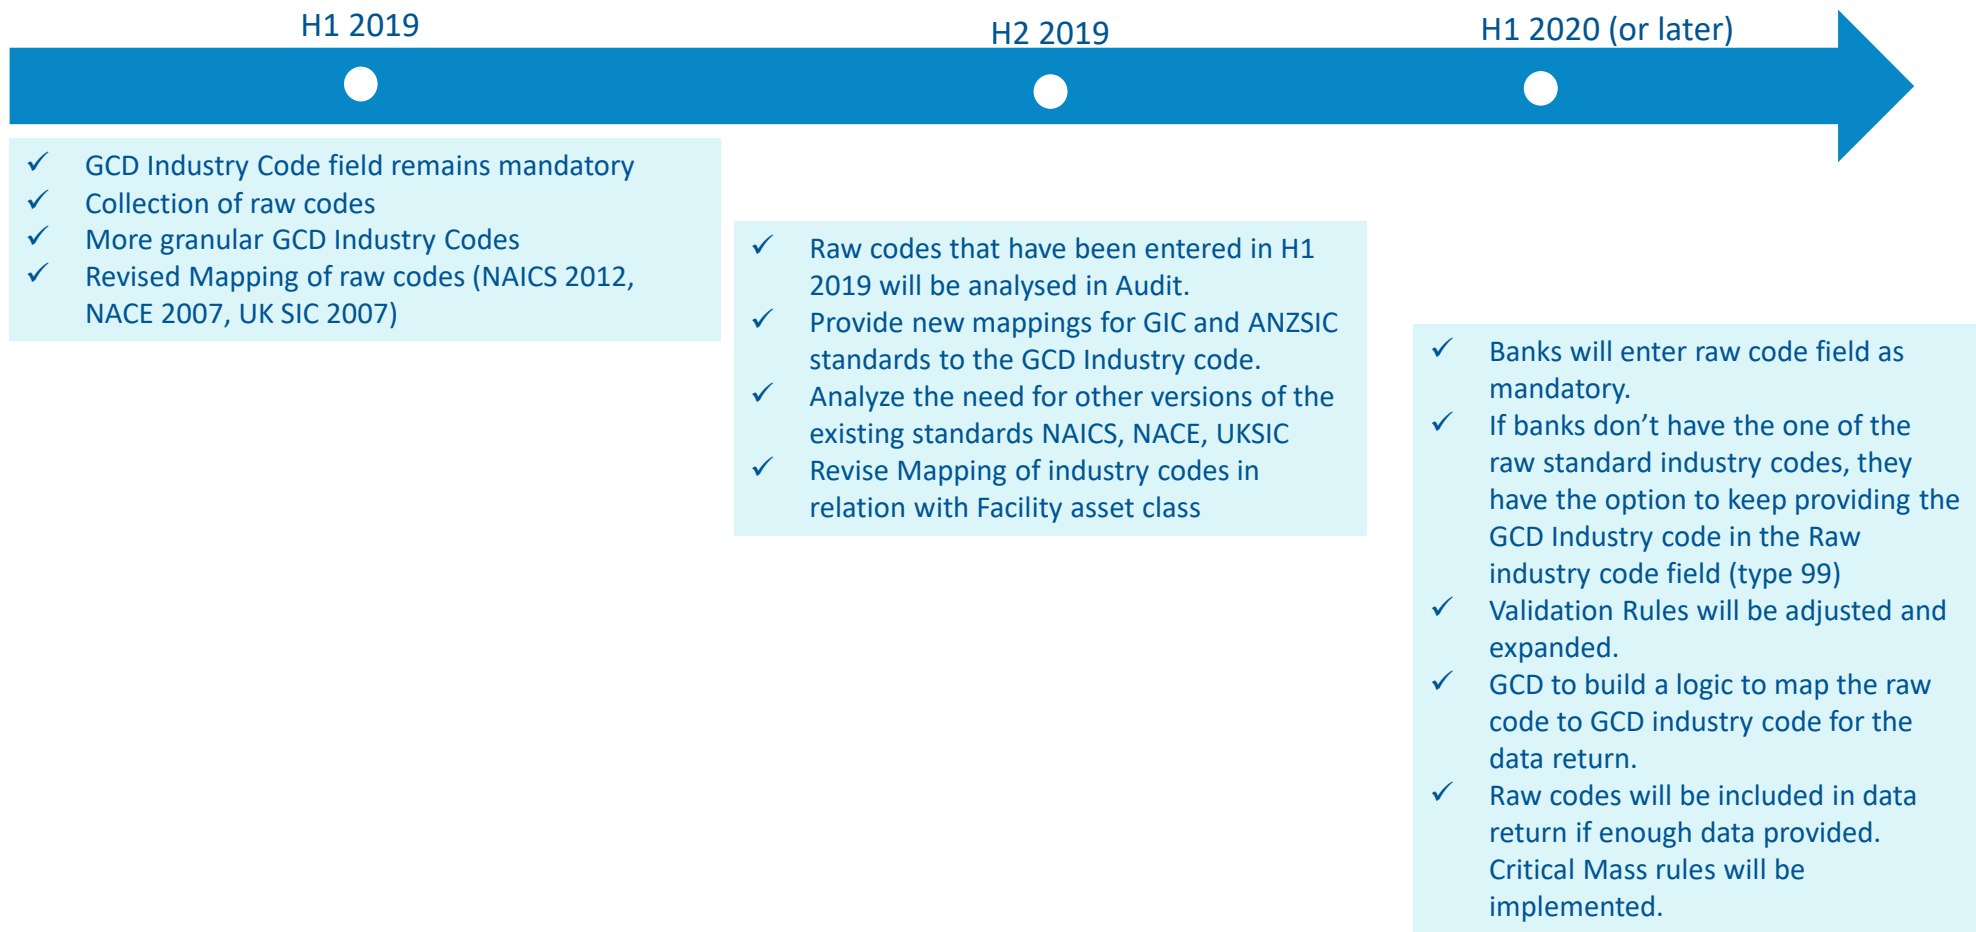 H1 2019
H2 2019
H1 2020 (or later)
✓ GCD Industry Code field remains mandatory
✓ Collection of raw codes
✓ More granular GCD Industry Codes
✓ Revised Mapping of raw codes (NAICS 2012,
NACE 2007, UK SIC 2007)
✓ Raw codes that have been entered in H1
2019 will be analysed in Audit.
✓ Provide new mappings for GIC and ANZSIC
standards to the GCD Industry code.
✓ Analyze the need for other versions of the
existing standards NAICS, NACE, UKSIC
✓ Revise Mapping of industry codes in
relation with Facility asset class
✓ Banks will enter raw code field as
mandatory.
✓ If banks don’t have the one of the
raw standard industry codes, they
have the option to keep providing the
GCD Industry code in the Raw
industry code field (type 99)
✓ Validation Rules will be adjusted and
expanded.
✓ GCD to build a logic to map the raw
code to GCD industry code for the
data return.
✓ Raw codes will be included in data
return if enough data provided.
Critical Mass rules will be
implemented.